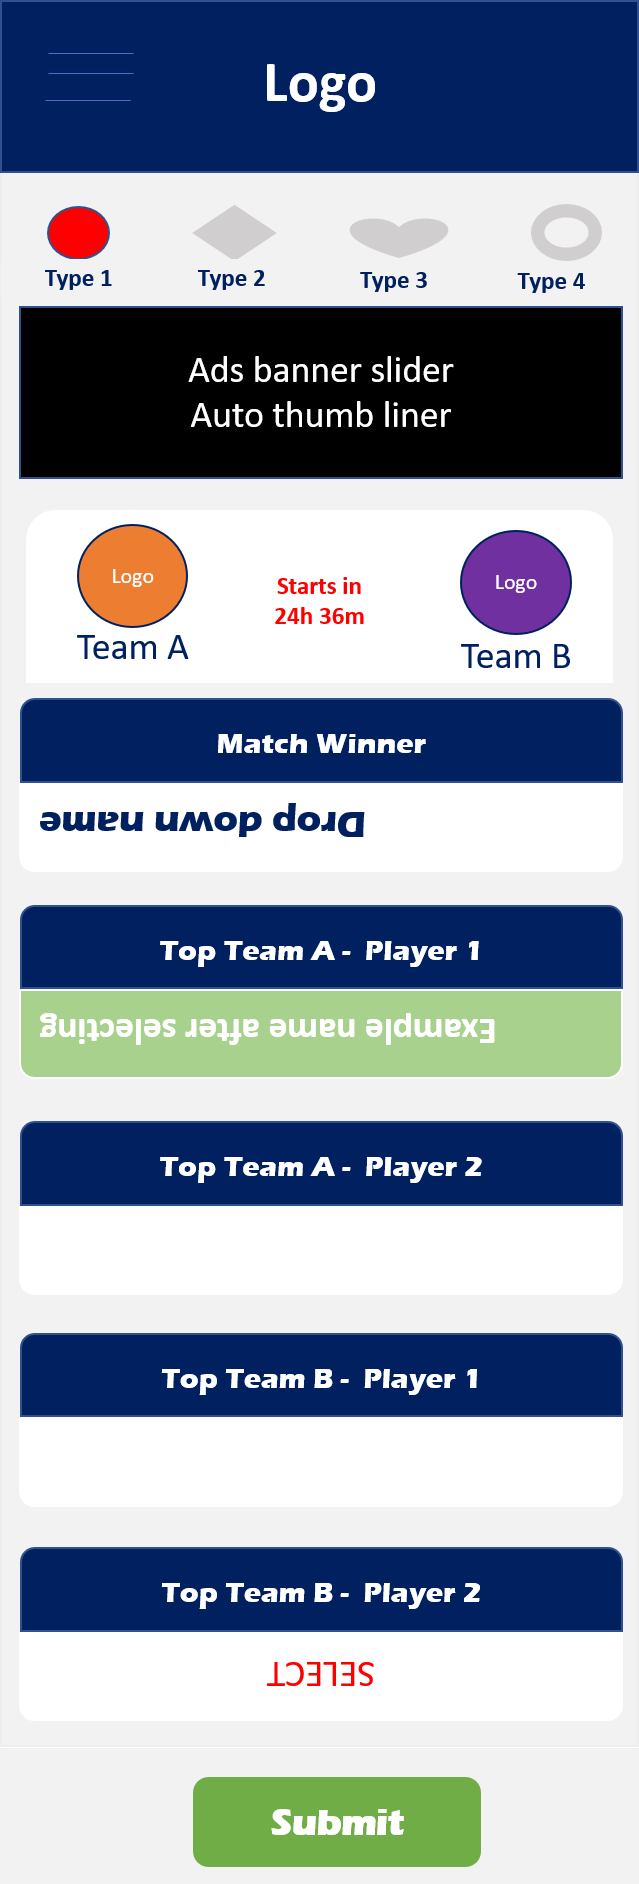 Logo
Type 1
Type 2
Type 3
Type 4
Ads banner slider
Auto thumb liner
Logo
Team A
Starts in
24h 36m
Logo
Team B
Match Winner
Drop down name
Top Team A - Player 1
Example name after selecting
Top Team A - Player 2
Top Team B - Player 1
Top Team B - Player 2
SELECT
Submit